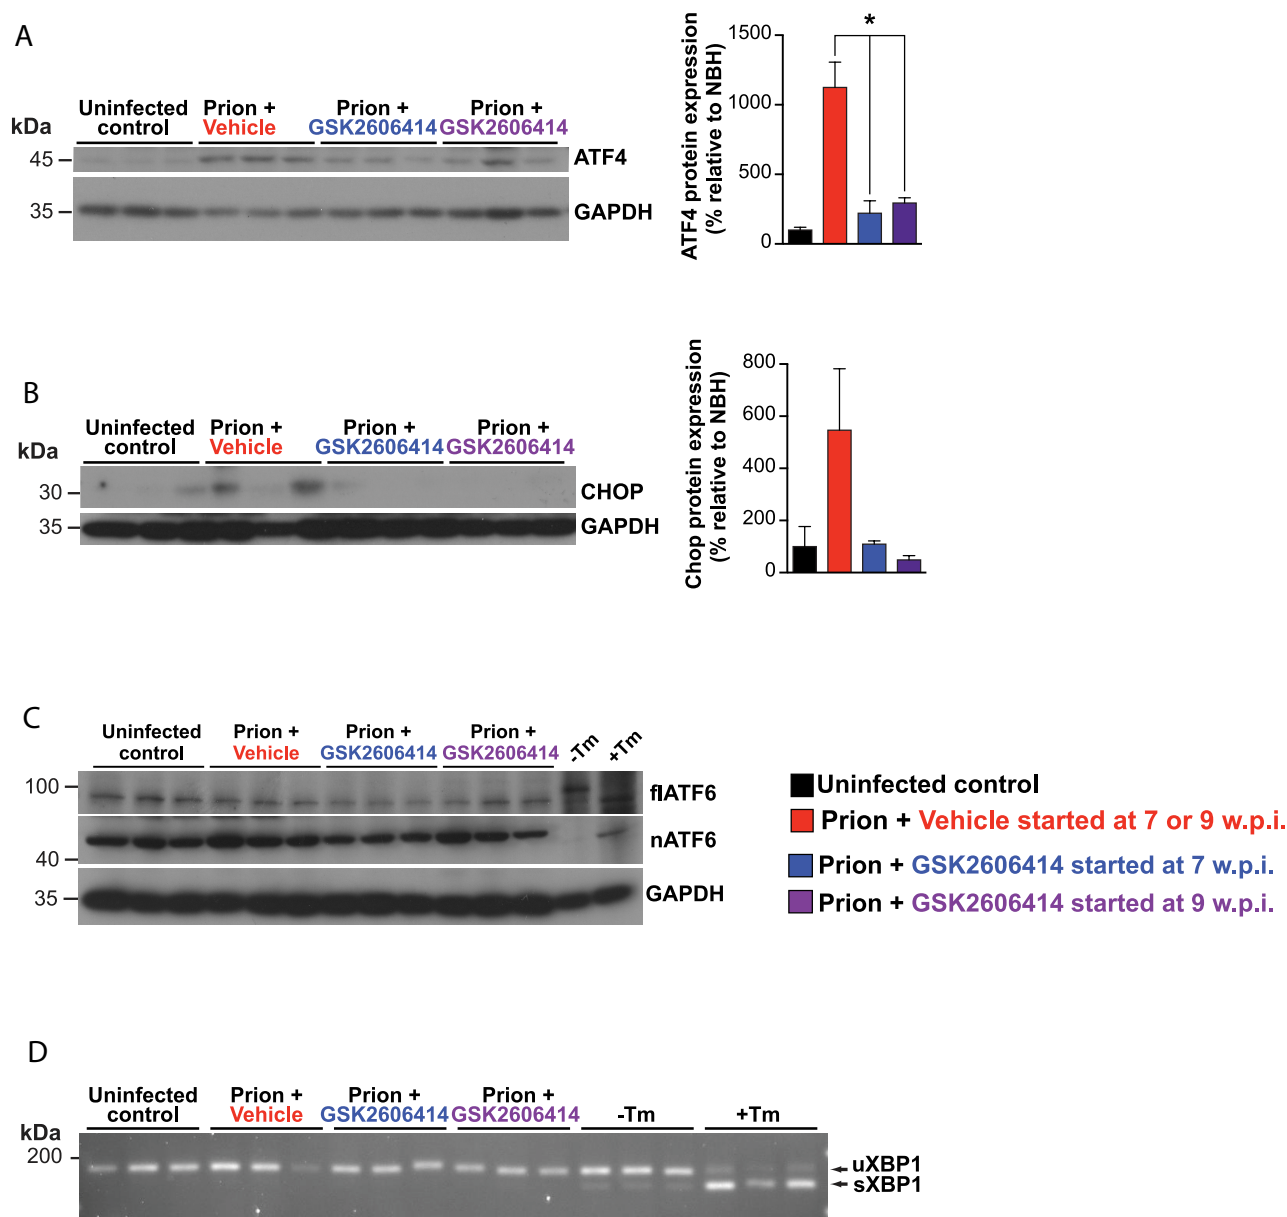 A
kDa
Uninfected
control
Prion +
Vehicle
Prion +
GSK2606414
Prion +
GSK2606414
45
ATF4
35
GAPDH
ATF4 protein expression
(% relative to NBH)
1500
1000
500
0
*
B
kDa
Uninfected
control
Prion +
Vehicle
Prion +
GSK2606414
Prion +
GSK2606414
30
CHOP
35
GAPDH
Chop protein expression
(% relative to NBH)
800
600
400
200
0
C
Uninfected
control
Prion +
Vehicle
Prion +
GSK2606414
Prion +
GSK2606414
-Tm
+Tm
100
flATF6
nATF6
40
35
GAPDH
Uninfected control
Prion + Vehicle started at 7 or 9 w.p.i.
Prion + GSK2606414 started at 7 w.p.i.
Prion + GSK2606414 started at 9 w.p.i.
D
kDa
Uninfected
control
Prion +
Vehicle
Prion +
GSK2606414
Prion +
GSK2606414
-Tm
+Tm
200
uXBP1
sXBP1